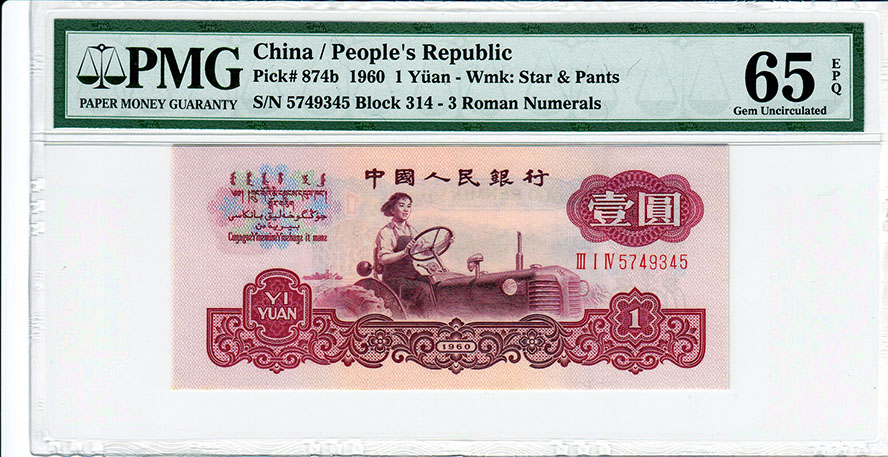 PMG
PAPER MONEY GUARANTY
China / People's Republic
Pick# 874b 1960 1 Yüan - Wmk: Star & Pants
S/N 5749345 Block 314 - 3 Roman Numerals
65 EPQ
Gem Uncirculated
中國人民銀行
壹圓
III I IV 5749345
YI
YUAN
1960
1